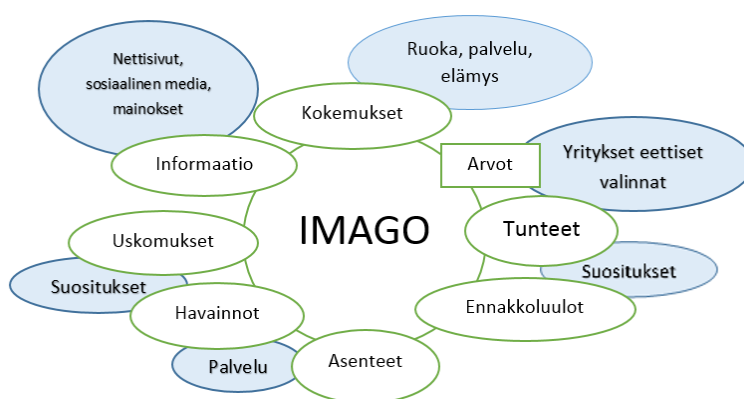 Nettisivut,
sosiaalinen media,
mainokset
Ruoka, palvelu,
elämys
Kokemukset
Informaatio
Arvot
Yritykset eettiset
valinnat
IMAGO
Tunteet
Uskomukset
Suositukset
Suositukset
Havainnot
Ennakkoluulot
Palvelu
Asenteet